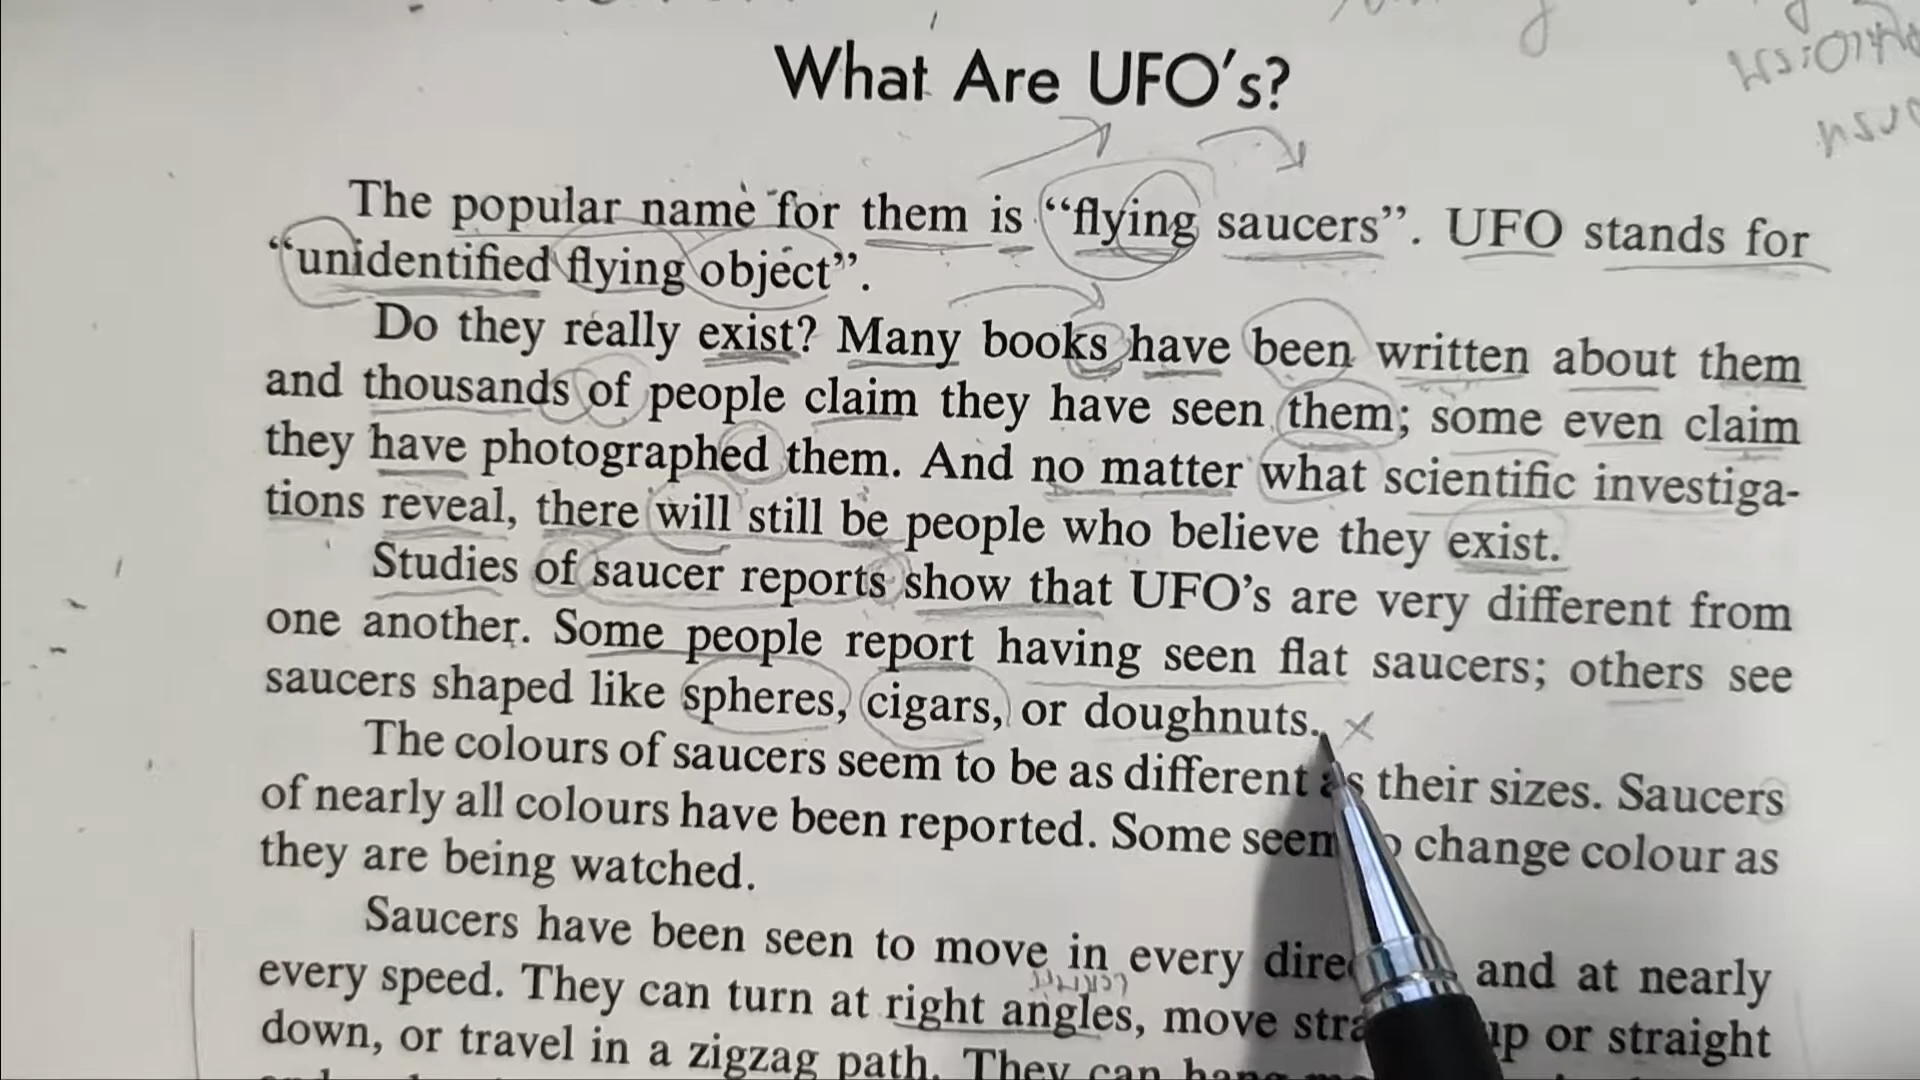 What Are UFO's?
The popular name for them is “flying saucers”. UFO stands for
“unidentified flying object”.
Do they really exist? Many books have been written about them
and thousands of people claim they have seen them; some even claim
they have photographed them. And no matter what scientific investiga-
tions reveal, there will still be people who believe they exist.
Studies of saucer reports show that UFO's are very different from
one another. Some people report having seen flat saucers; others see
saucers shaped like spheres, cigars, or doughnuts.
The colours of saucers seem to be as different as their sizes. Saucers
of nearly all colours have been reported. Some seem change colour as
they are being watched.
Saucers have been seen to move in every and at nearly
every speed. They can turn at right angles, move up or straight
down, or travel in a zigzag path. They can hang